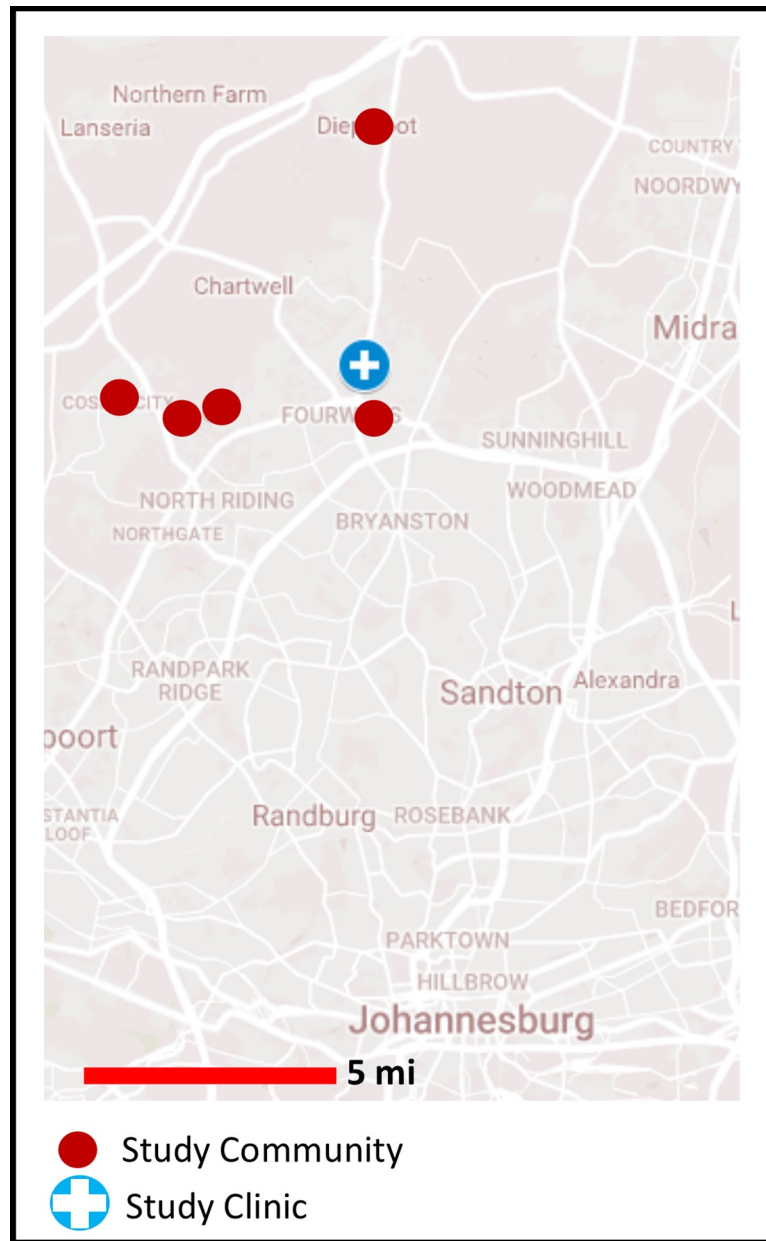 Northern Farm
Lanseria
COUNTRY
NOORDWY
Chartwell
Midra
SUNNINGHILL
WOODMEAD
NORTH RIDING
BRYANSTON
NORTHGATE
RANDPARK
RIDGE
Sandton
Alexandra
poort
STANTIA
LOOF
Randburg
ROSEBANK
BEDFOR
PARKTOWN
HILLBROW
Johannesburg
5 mi
Study Community
Study Clinic